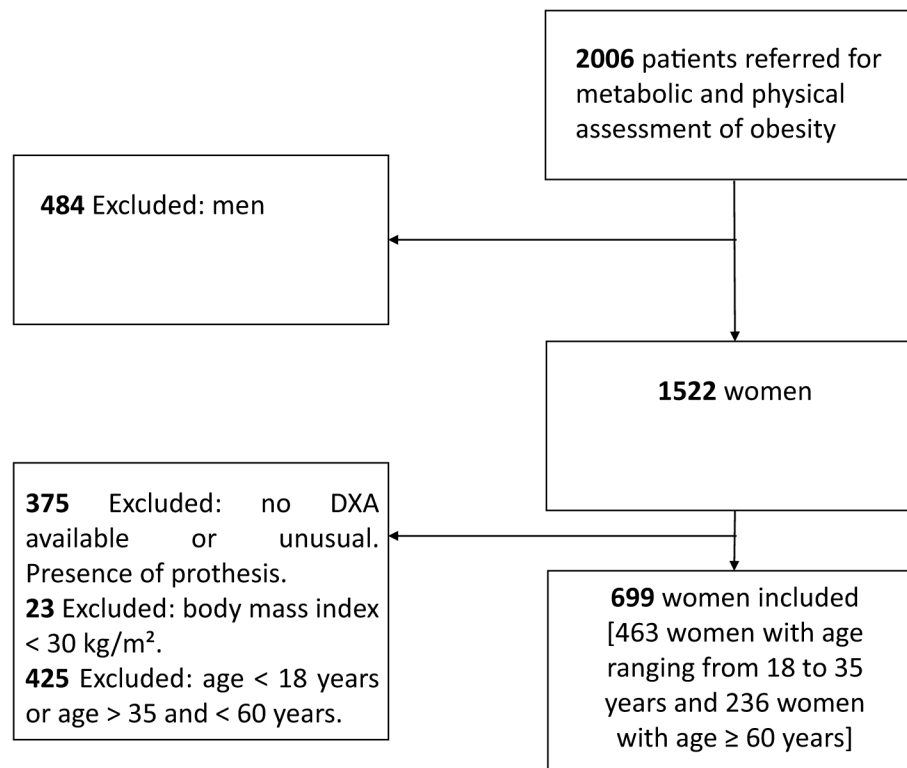 2006 patients referred for
metabolic and physical
assessment of obesity
484 Excluded: men
1522 women
375 Excluded: no DXA
available or unusual.
Presence of prothesis.
23 Excluded: body mass index
< 30 kg/m².
425 Excluded: age < 18 years
or age > 35 and < 60 years.
699 women included
[463 women with age
ranging from 18 to 35
years and 236 women
with age ≥ 60 years]